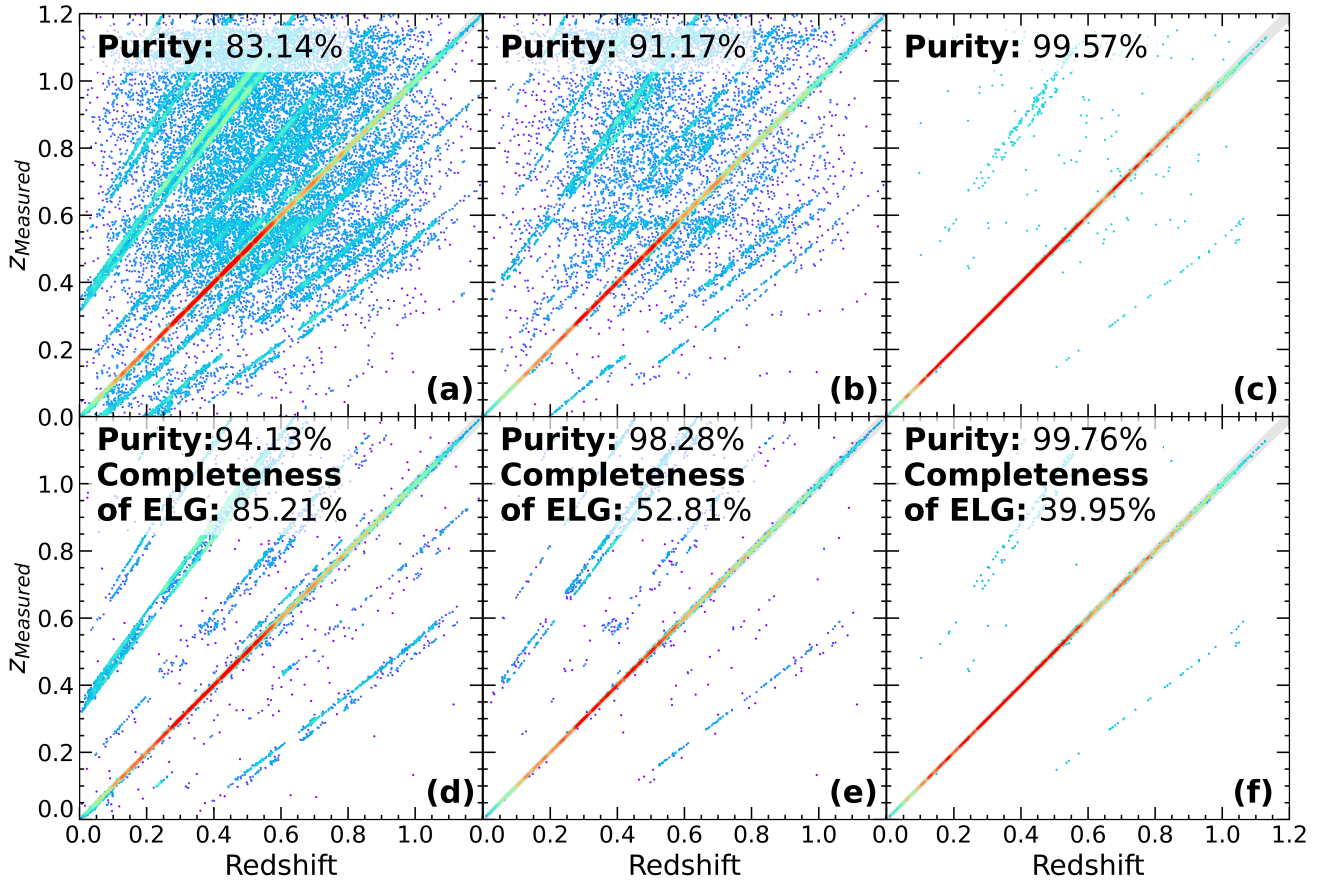 1.2
1.0
0.8
0.6
0.4
0.2
0.0
zMeasured
Purity: 83.14%
(a)
Purity: 91.17%
(b)
Purity: 99.57%
(c)
1.0
0.8
0.6
0.4
0.2
0.0
zMeasured
Purity:94.13%
Completeness
of ELG: 85.21%
(d)
Purity: 98.28%
Completeness
of ELG: 52.81%
(e)
Purity: 99.76%
Completeness
of ELG: 39.95%
(f)
0.0 0.2 0.4 0.6 0.8 1.0 0.0 0.2 0.4 0.6 0.8 1.0 0.0 0.2 0.4 0.6 0.8 1.0 1.2
Redshift Redshift Redshift